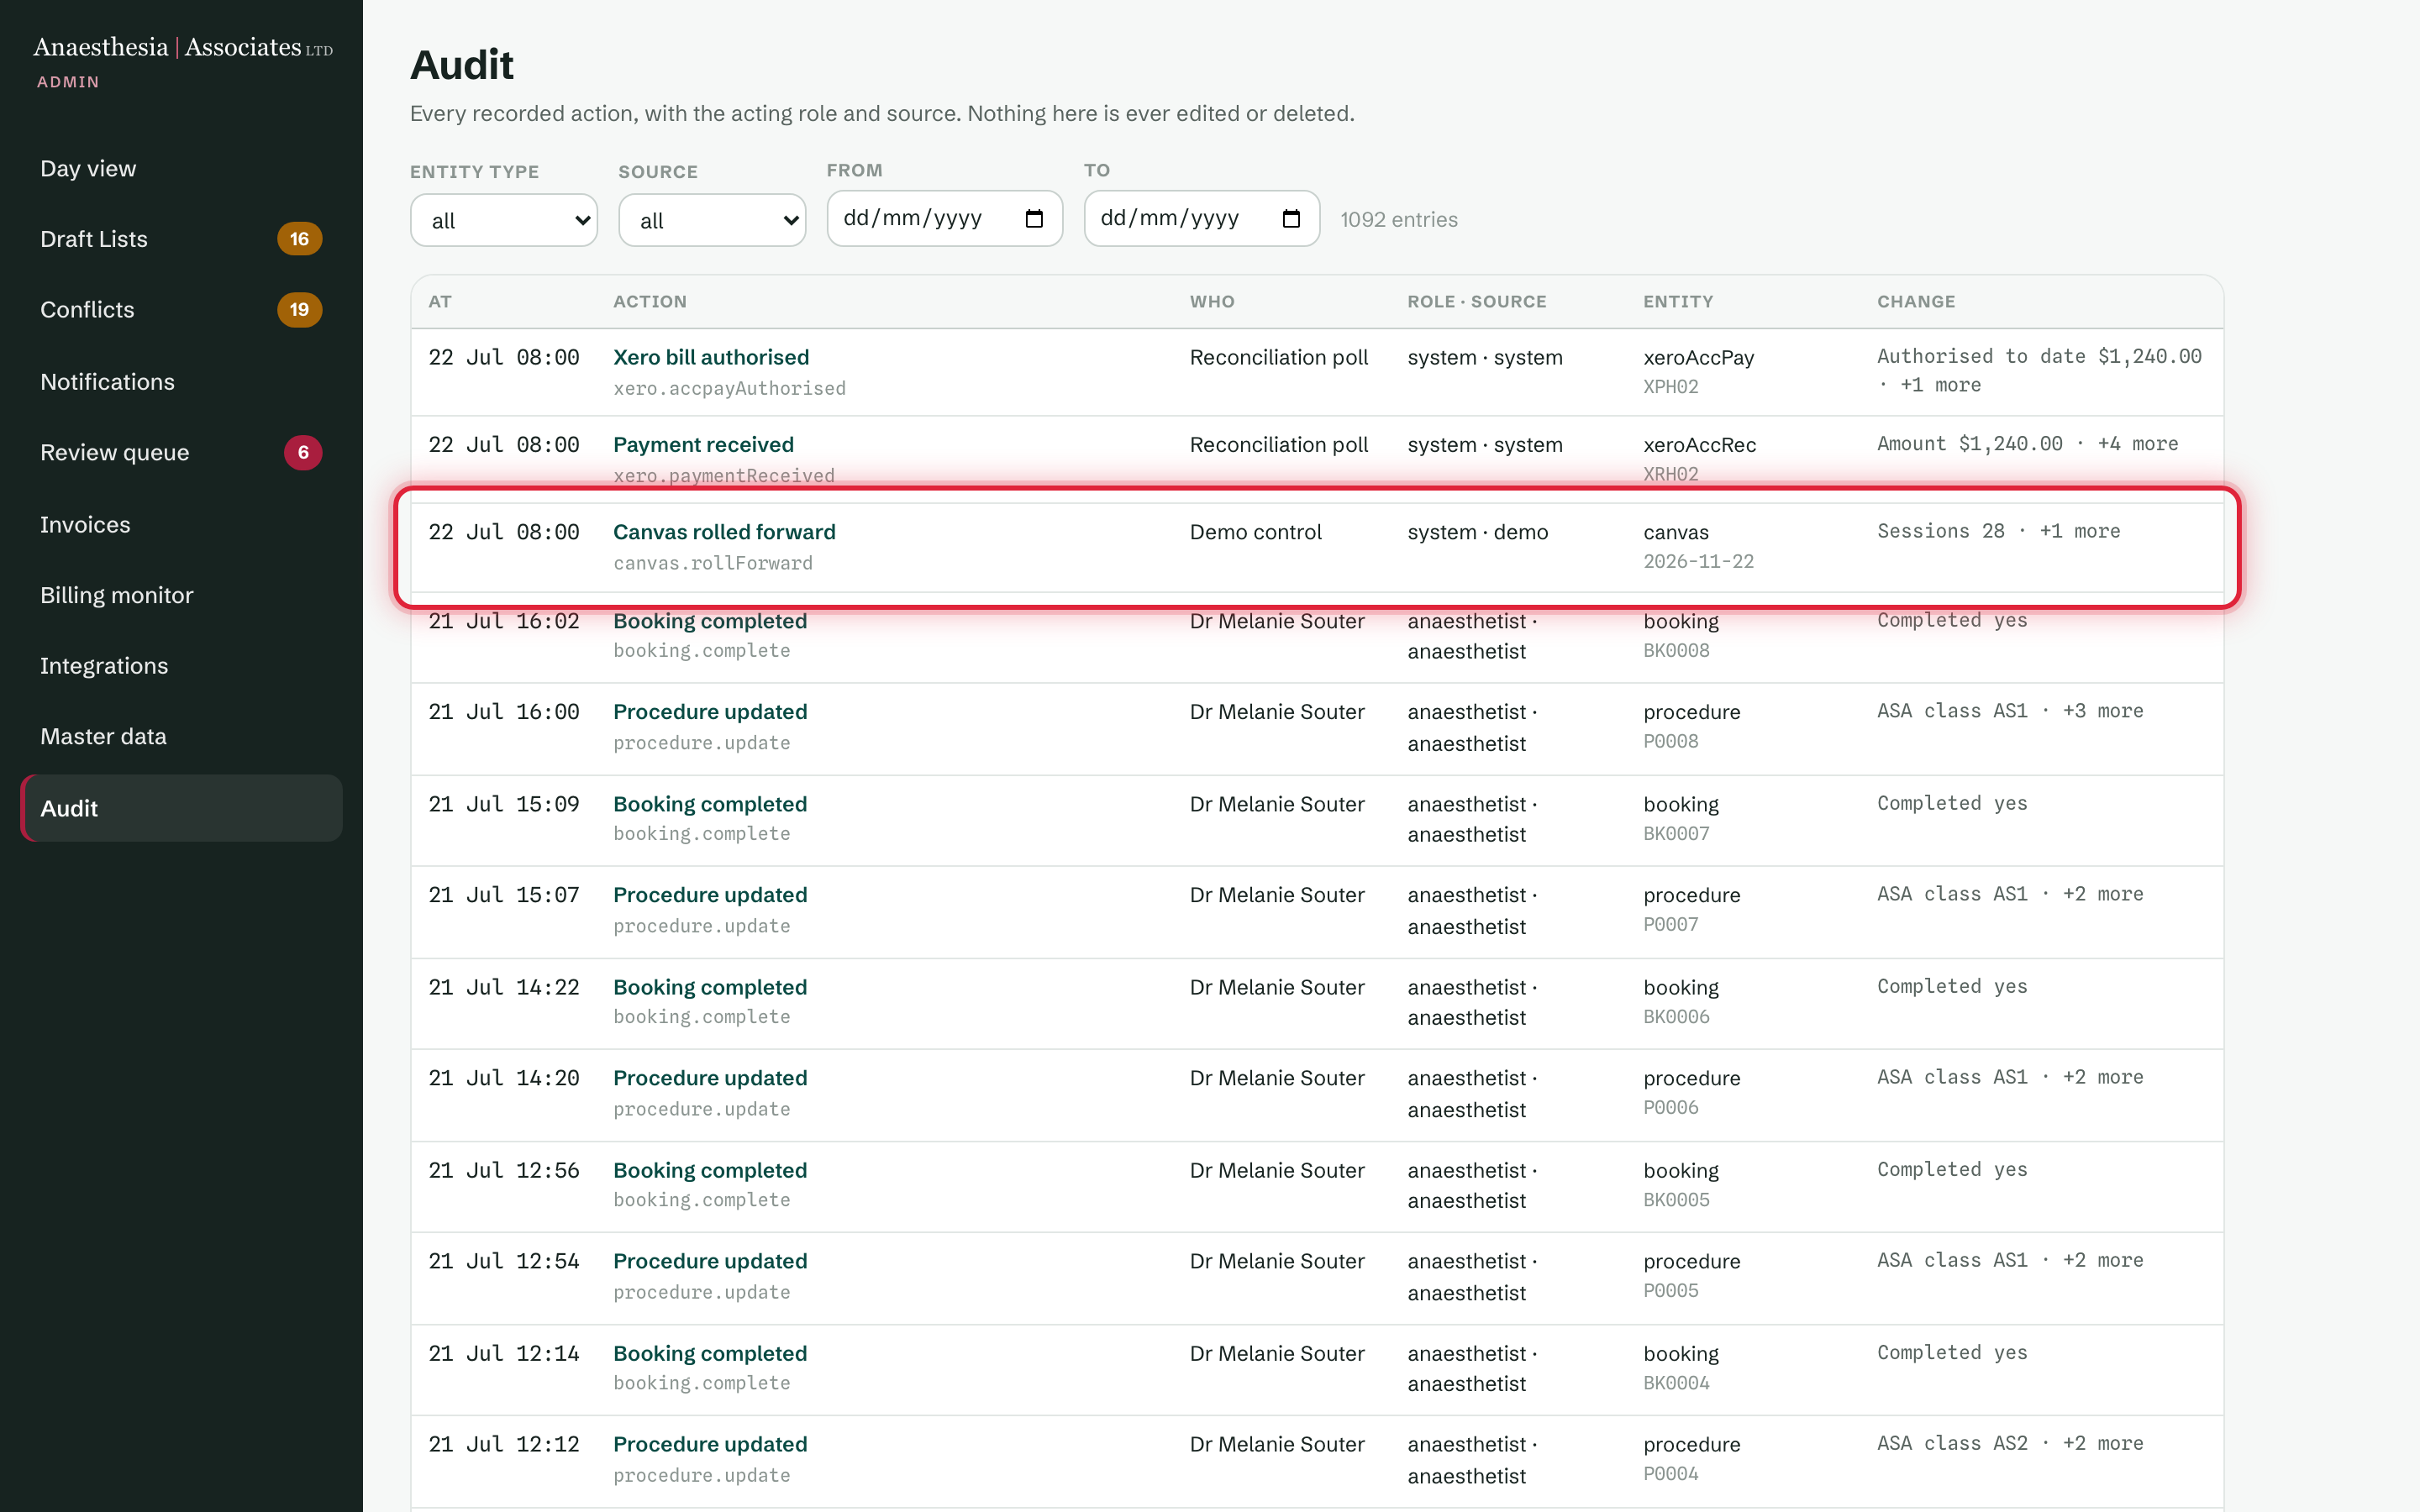 Anaesthesia | Associates LTD
ADMIN
Day view
Draft Lists 16
Conflicts 19
Notifications
Review queue 6
Invoices
Billing monitor
Integrations
Master data
Audit
Audit
Every recorded action, with the acting role and source. Nothing here is ever edited or deleted.
ENTITY TYPE SOURCE FROM TO
all all dd/mm/yyyy dd/mm/yyyy 1092 entries
AT ACTION WHO ROLE · SOURCE ENTITY CHANGE
22 Jul 08:00 Xero bill authorised Reconciliation poll system · system xeroAccPay Authorised to date $1,240.00
xero.accpayAuthorised XPH02 · +1 more
22 Jul 08:00 Payment received Reconciliation poll system · system xeroAccRec Amount $1,240.00 · +4 more
xero.paymentReceived XRH02
22 Jul 08:00 Canvas rolled forward Demo control system · demo canvas Sessions 28 · +1 more
canvas.rollForward 2026-11-22
21 Jul 16:02 Booking completed Dr Melanie Souter anaesthetist · booking Completed yes
booking.complete anaesthetist BK0008
21 Jul 16:00 Procedure updated Dr Melanie Souter anaesthetist · procedure ASA class AS1 · +3 more
procedure.update anaesthetist P0008
21 Jul 15:09 Booking completed Dr Melanie Souter anaesthetist · booking Completed yes
booking.complete anaesthetist BK0007
21 Jul 15:07 Procedure updated Dr Melanie Souter anaesthetist · procedure ASA class AS1 · +2 more
procedure.update anaesthetist P0007
21 Jul 14:22 Booking completed Dr Melanie Souter anaesthetist · booking Completed yes
booking.complete anaesthetist BK0006
21 Jul 14:20 Procedure updated Dr Melanie Souter anaesthetist · procedure ASA class AS1 · +2 more
procedure.update anaesthetist P0006
21 Jul 12:56 Booking completed Dr Melanie Souter anaesthetist · booking Completed yes
booking.complete anaesthetist BK0005
21 Jul 12:54 Procedure updated Dr Melanie Souter anaesthetist · procedure ASA class AS1 · +2 more
procedure.update anaesthetist P0005
21 Jul 12:14 Booking completed Dr Melanie Souter anaesthetist · booking Completed yes
booking.complete anaesthetist BK0004
21 Jul 12:12 Procedure updated Dr Melanie Souter anaesthetist · procedure ASA class AS2 · +2 more
procedure.update anaesthetist P0004